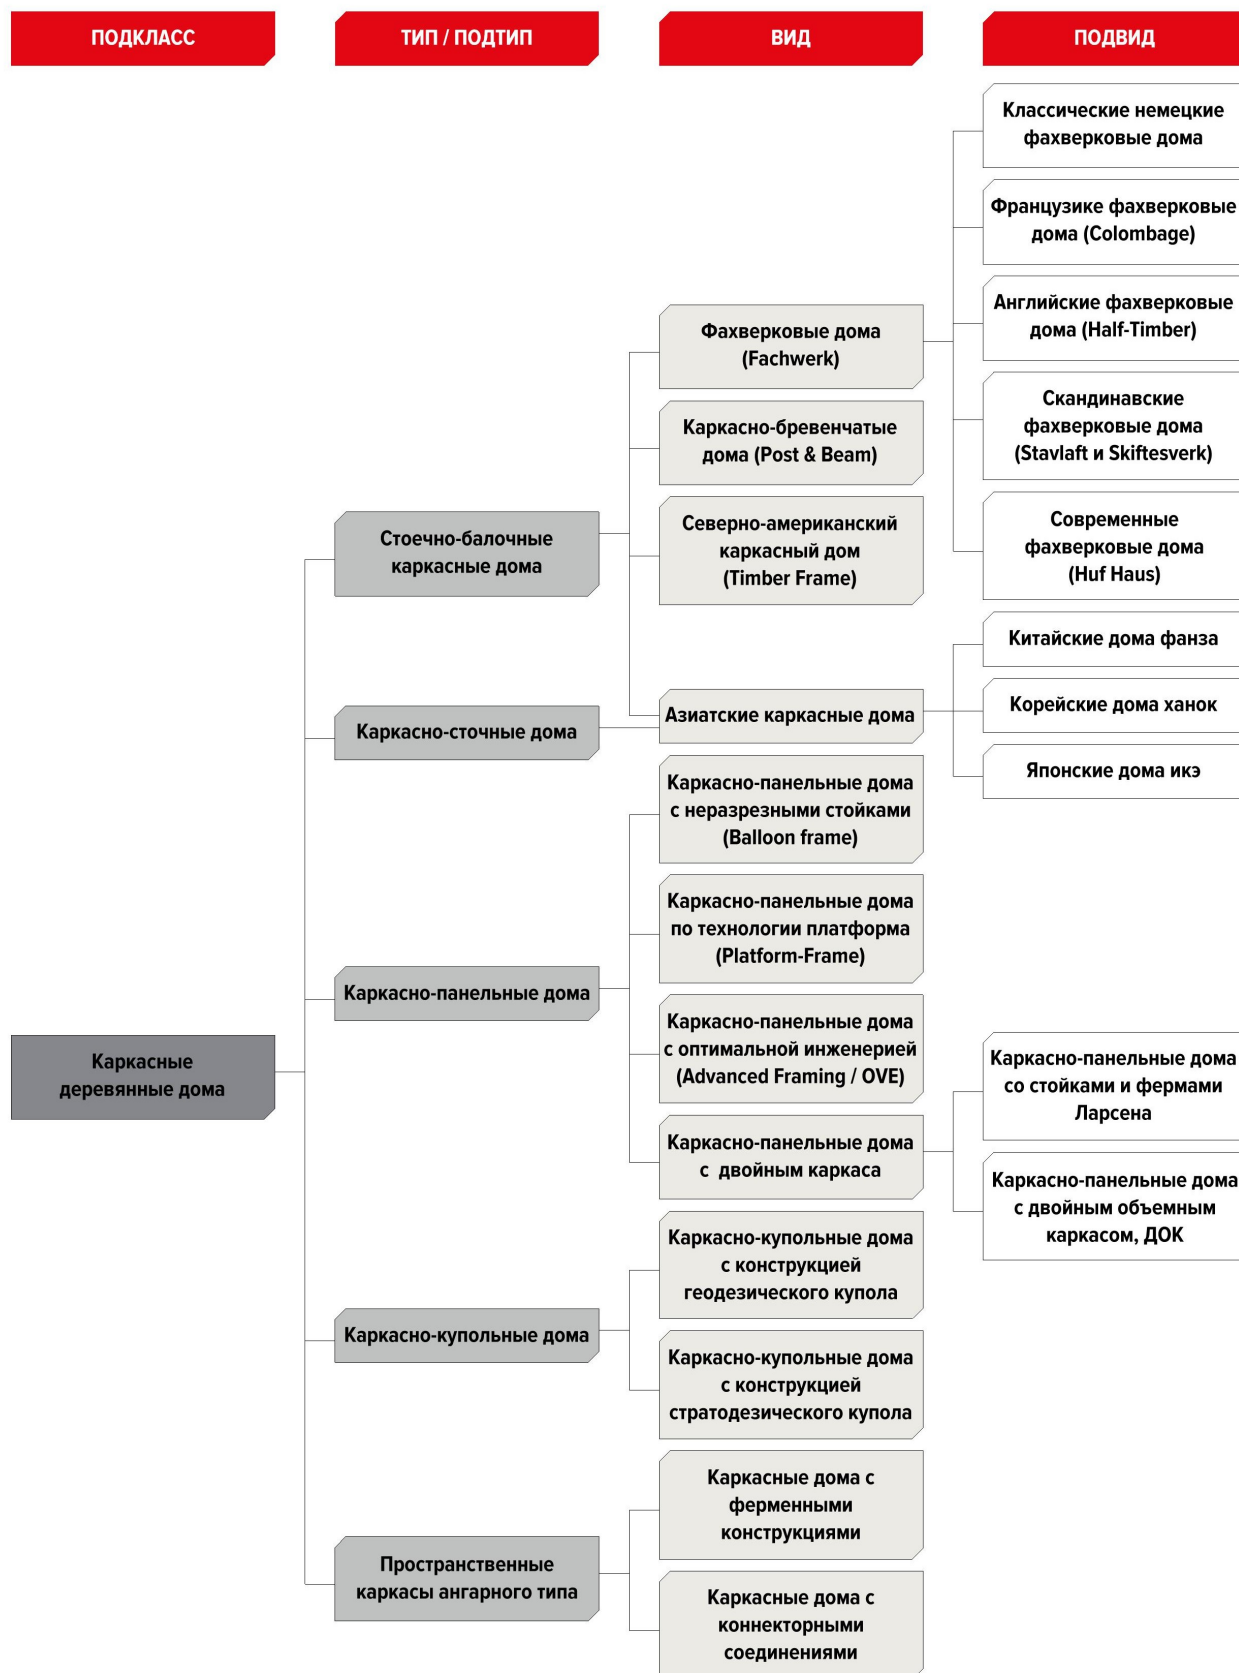 ПОДКЛАСС
ТИП / ПОДТИП
ВИД
ПОДВИД
Каркасные
деревянные дома
Стоечно-балочные
каркасные дома
Каркасно-сточные дома
Каркасно-панельные дома
Каркасно-купольные дома
Пространственные
каркасы ангарного типа
Фахверковые дома
(Fachwerk)
Каркасно-бревенчатые
дома (Post & Beam)
Северно-американский
каркасный дом
(Timber Frame)
Азиатские каркасные дома
Каркасно-панельные дома
с неразрезными стойками
(Balloon frame)
Каркасно-панельные дома
по технологии платформа
(Platform-Frame)
Каркасно-панельные дома
с оптимальной инженерией
(Advanced Framing / OVE)
Каркасно-панельные дома
с двойным каркаса
Каркасно-купольные дома
с конструкцией
геодезического купола
Каркасно-купольные дома
с конструкцией
стратодезического купола
Каркасные дома с
ферменными
конструкциями
Каркасные дома с
коннекторными
соединениями
Классические немецкие
фахверковые дома
Французике фахверковые
дома (Colombage)
Английские фахверковые
дома (Half-Timber)
Скандинавские
фахверковые дома
(Stavlaft и Skiftesverk)
Современные
фахверковые дома
(Huf Haus)
Китайские дома фанза
Корейские дома ханок
Японские дома икэ
Каркасно-панельные дома
со стойками и фермами
Ларсена
Каркасно-панельные дома
с двойным объемным
каркасом, ДОК